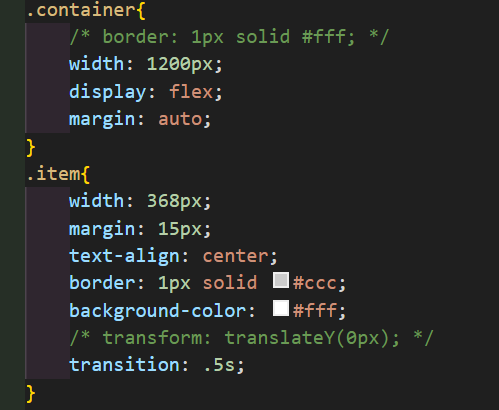 .container{
/* border: 1px solid #fff; */
width: 1200px;
display: flex;
margin: auto;
}
.item{
width: 368px;
margin: 15px;
text-align: center;
border: 1px solid #ccc;
background-color: #fff;
/* transform: translateY(0px); */
transition: .5s;
}